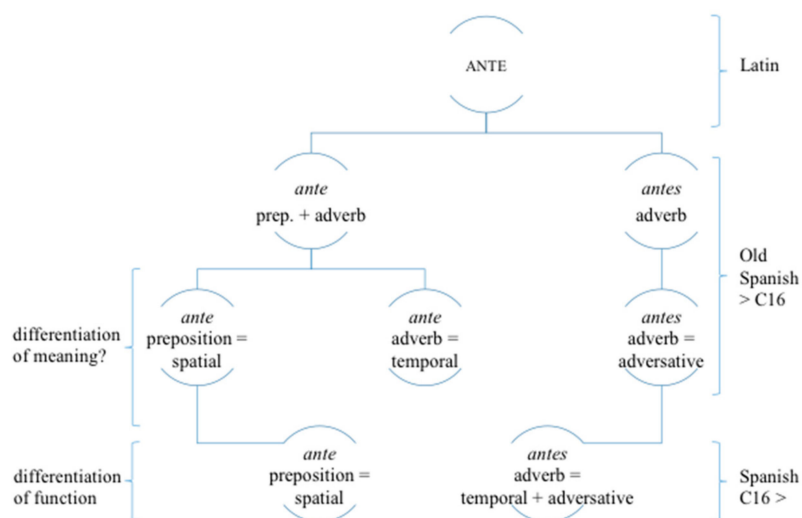 ANTE
Latin
ante
prep. + adverb
antes
adverb
Old
Spanish
> C16
differentiation
of meaning?
ante
preposition =
spatial
ante
adverb =
temporal
antes
adverb =
adversative
differentiation
of function
ante
preposition =
spatial
antes
adverb =
temporal + adversative
Spanish
C16 >